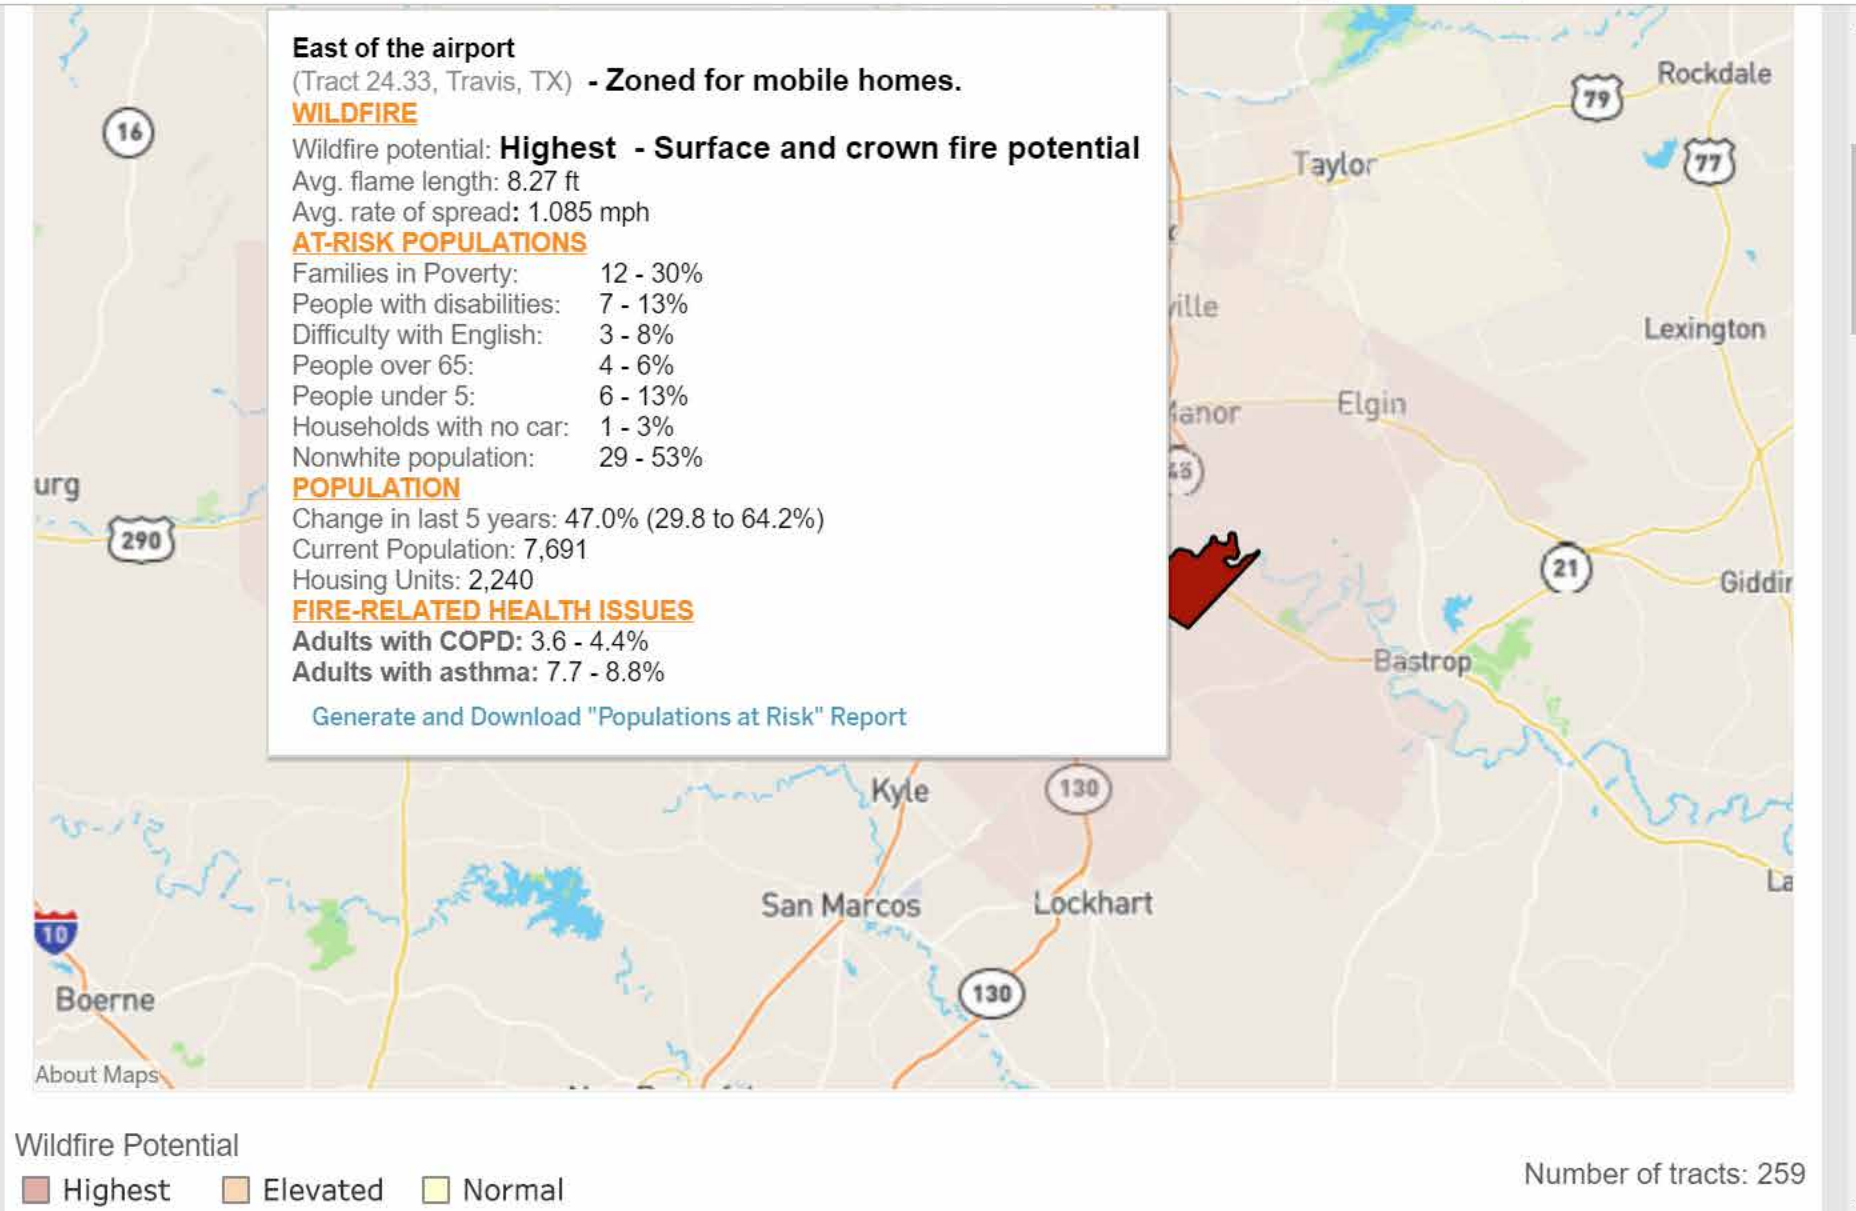 East of the airport
(Tract 24.33, Travis, TX) - Zoned for mobile homes.
WILDFIRE
Wildfire potential: Highest - Surface and crown fire potential
Avg. flame length: 8.27 ft
Avg. rate of spread: 1.085 mph
AT-RISK POPULATIONS
Families in Poverty: 12 - 30%
People with disabilities: 7 - 13%
Difficulty with English: 3 - 8%
People over 65: 4 - 6%
People under 5: 6 - 13%
Households with no car: 1 - 3%
Nonwhite population: 29 - 53%
POPULATION
Change in last 5 years: 47.0% (29.8 to 64.2%)
Current Population: 7,691
Housing Units: 2,240
FIRE-RELATED HEALTH ISSUES
Adults with COPD: 3.6 - 4.4%
Adults with asthma: 7.7 - 8.8%
Generate and Download "Populations at Risk" Report
16
Rockdale
79
77
Taylor
ville
Lexington
Elgin
anor
urg
290
21
Giddin
Bastrop
Kyle
130
La
San Marcos
Lockhart
10
130
Boerne
About Maps
Wildfire Potential
Highest
Elevated
Normal
Number of tracts: 259